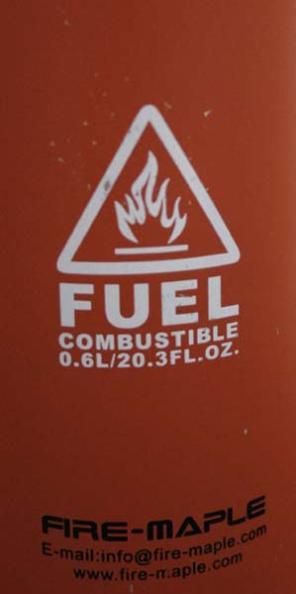 FUEL
COMBUSTIBLE
0.6L/20.3FL.OZ.
FIRE-MAPLE
E-mail:info@fire-maple.com
www.fire-maple.com